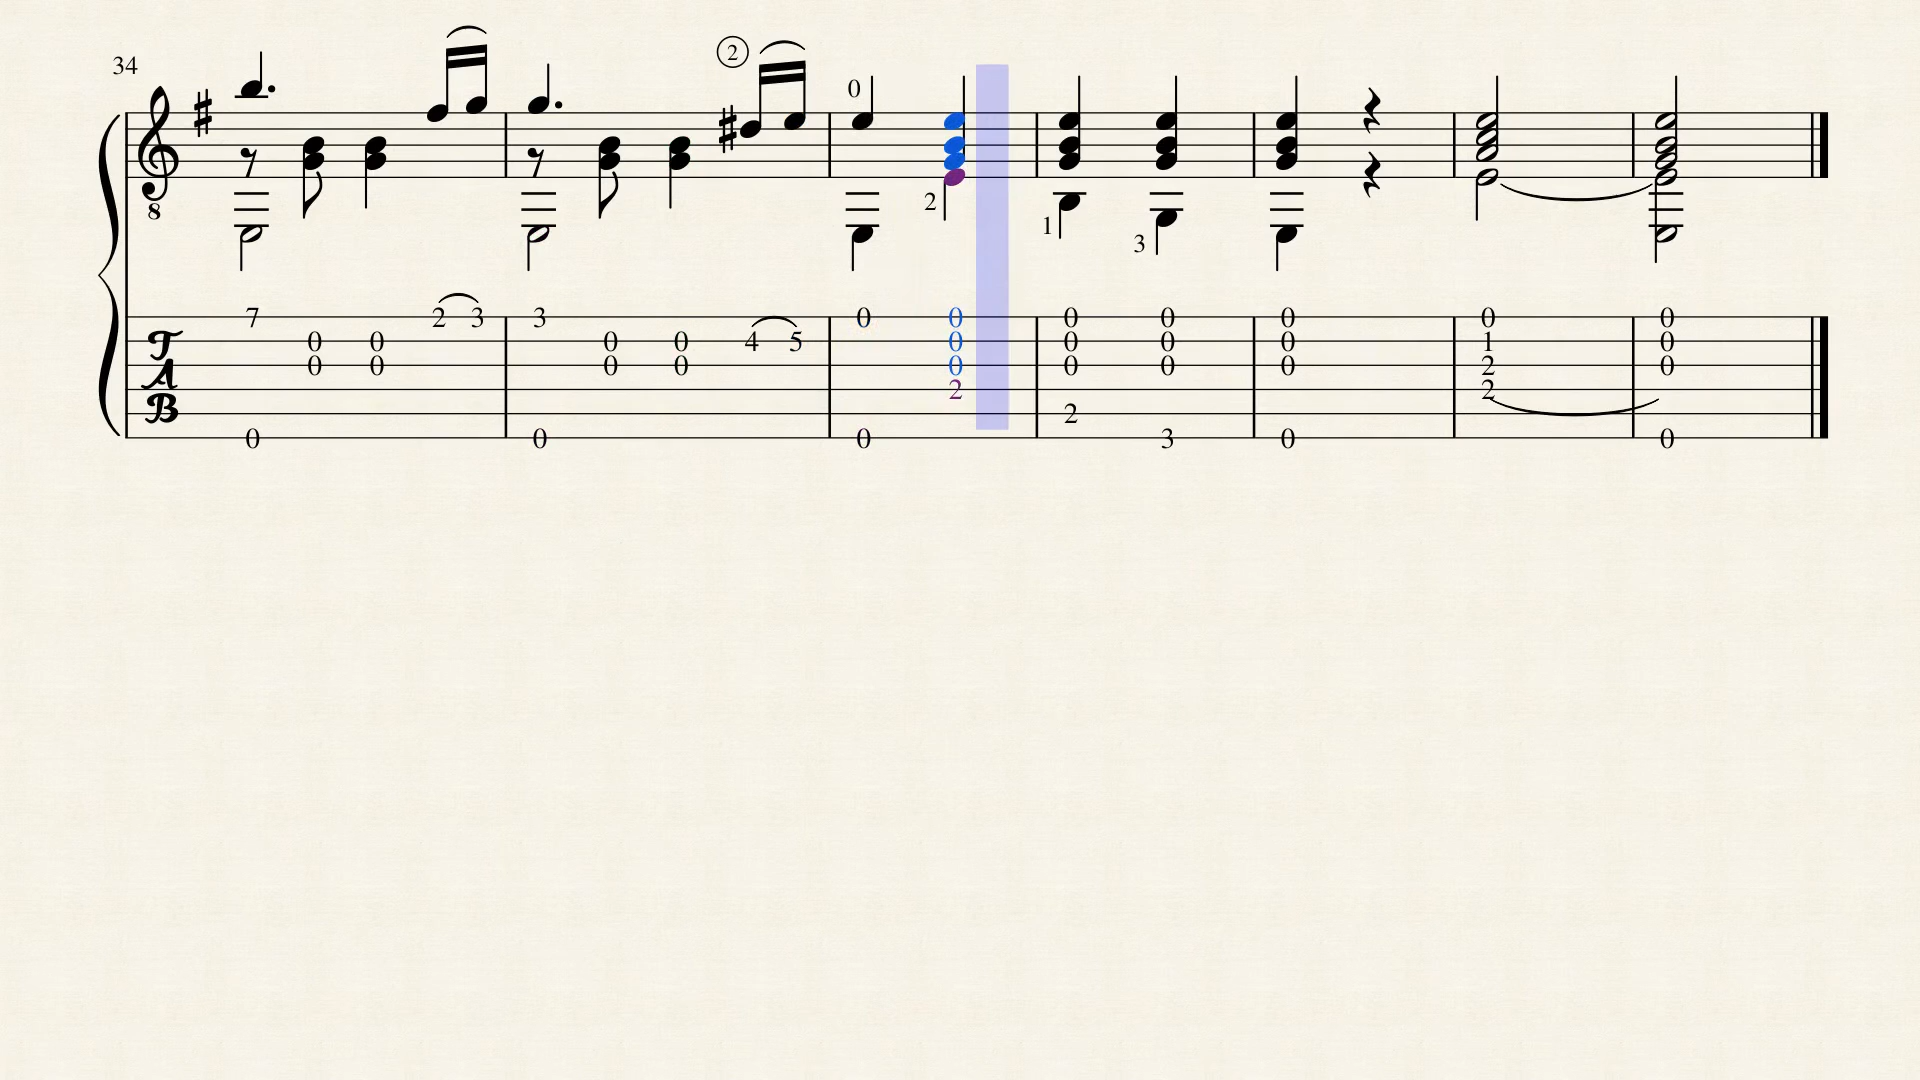 34
2
0
8
2
1
3
7 2 3 3 0 0 0 0 0 0 0
T 0 0 0 0 4 5 0 0 0 0 1 0
A 0 0 0 0 0 0 0 0 2 0
2 2
B 2
0 0 0 3 0 0